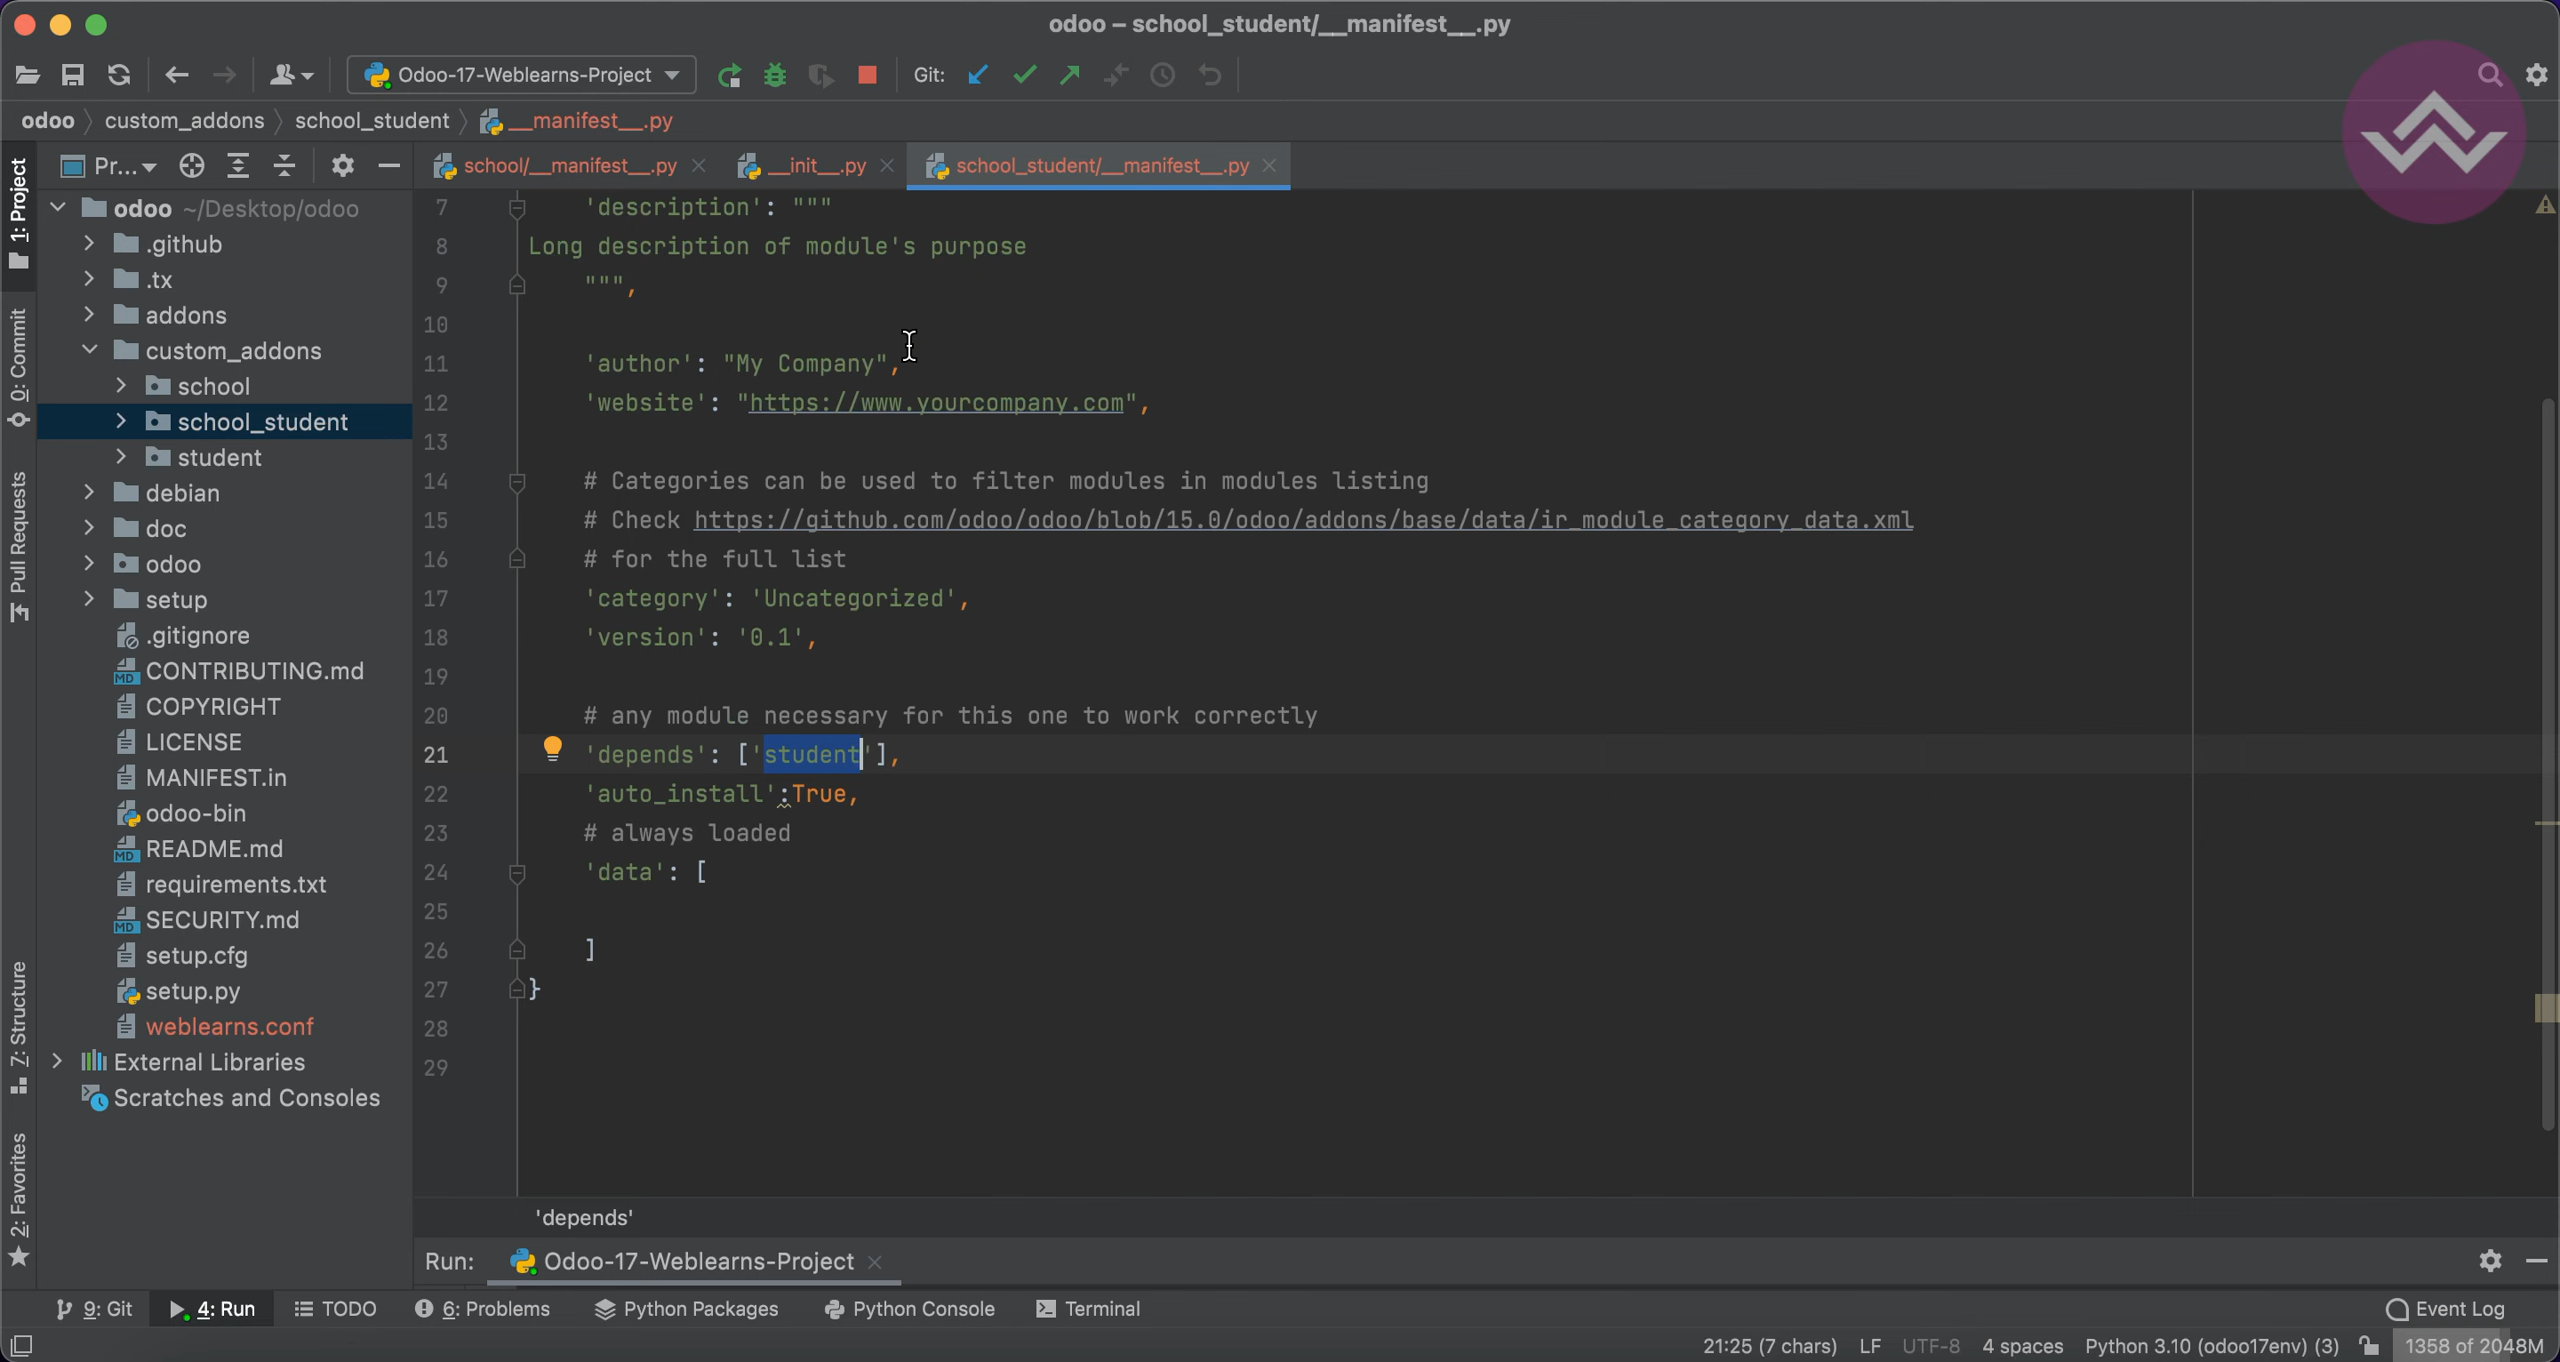 odoo – school_student/__manifest__.py
Odoo-17-Weblearns-Project
Git:
odoo
custom_addons
school_student
__manifest__.py
1: Project
0: Commit
Pull Requests
7: Structure
2: Favorites
Pr...
odoo ~/Desktop/odoo
.github
.tx
addons
custom_addons
school
school_student
student
debian
doc
odoo
setup
.gitignore
CONTRIBUTING.md
COPYRIGHT
LICENSE
MANIFEST.in
odoo-bin
README.md
requirements.txt
SECURITY.md
setup.cfg
setup.py
weblearns.conf
External Libraries
Scratches and Consoles
school/__manifest__.py
__init__.py
school_student/__manifest__.py
7 'description': """
8 Long description of module's purpose
9 """,
10
11 'author': "My Company",
12 'website': "https://www.yourcompany.com",
13
14 # Categories can be used to filter modules in modules listing
15 # Check https://github.com/odoo/odoo/blob/15.0/odoo/addons/base/data/ir_module_category_data.xml
16 # for the full list
17 'category': 'Uncategorized',
18 'version': '0.1',
19
20 # any module necessary for this one to work correctly
21 'depends': ['student'],
22 'auto_install':True,
23 # always loaded
24 'data': [
25
26 ]
27 }
28
29
'depends'
Run: Odoo-17-Weblearns-Project
9: Git
4: Run
TODO
6: Problems
Python Packages
Python Console
Terminal
Event Log
21:25 (7 chars) LF UTF-8 4 spaces Python 3.10 (odoo17env) (3) 1358 of 2048M